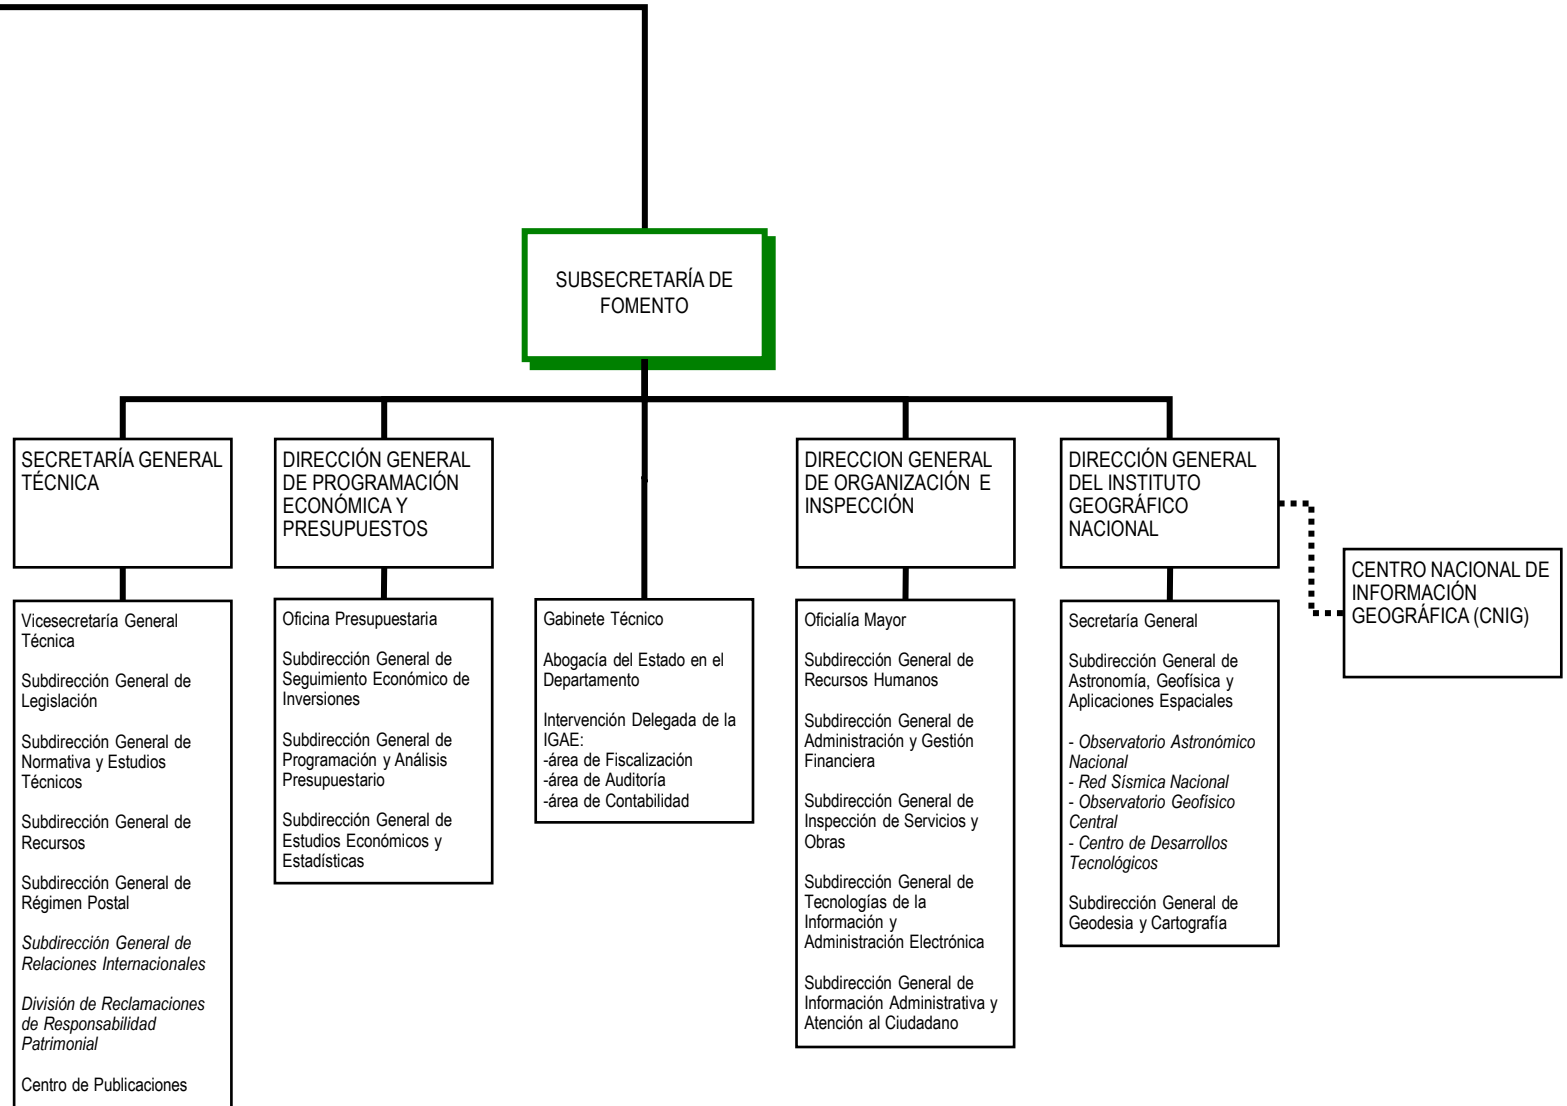 SUBSECRETARÍA DE
FOMENTO
SECRETARÍA GENERAL
TÉCNICA
DIRECCIÓN GENERAL
DE PROGRAMACIÓN
ECONÓMICA Y
PRESUPUESTOS
DIRECCION GENERAL
DE ORGANIZACIÓN E
INSPECCIÓN
DIRECCIÓN GENERAL
DEL INSTITUTO
GEOGRÁFICO
NACIONAL
CENTRO NACIONAL DE
INFORMACIÓN
GEOGRÁFICA (CNIG)
Vicesecretaría General
Técnica
Subdirección General de
Legislación
Subdirección General de
Normativa y Estudios
Técnicos
Subdirección General de
Recursos
Subdirección General de
Régimen Postal
Subdirección General de
Relaciones Internacionales
División de Reclamaciones
de Responsabilidad
Patrimonial
Centro de Publicaciones
Oficina Presupuestaria
Subdirección General de
Seguimiento Económico de
Inversiones
Subdirección General de
Programación y Análisis
Presupuestario
Subdirección General de
Estudios Económicos y
Estadísticas
Gabinete Técnico
Abogacía del Estado en el
Departamento
Intervención Delegada de la
IGAE:
-área de Fiscalización
-área de Auditoría
-área de Contabilidad
Oficialía Mayor
Subdirección General de
Recursos Humanos
Subdirección General de
Administración y Gestión
Financiera
Subdirección General de
Inspección de Servicios y
Obras
Subdirección General de
Tecnologías de la
Información y
Administración Electrónica
Subdirección General de
Información Administrativa y
Atención al Ciudadano
Secretaría General
Subdirección General de
Astronomía, Geofísica y
Aplicaciones Espaciales
- Observatorio Astronómico
Nacional
- Red Sísmica Nacional
- Observatorio Geofísico
Central
- Centro de Desarrollos
Tecnológicos
Subdirección General de
Geodesia y Cartografía